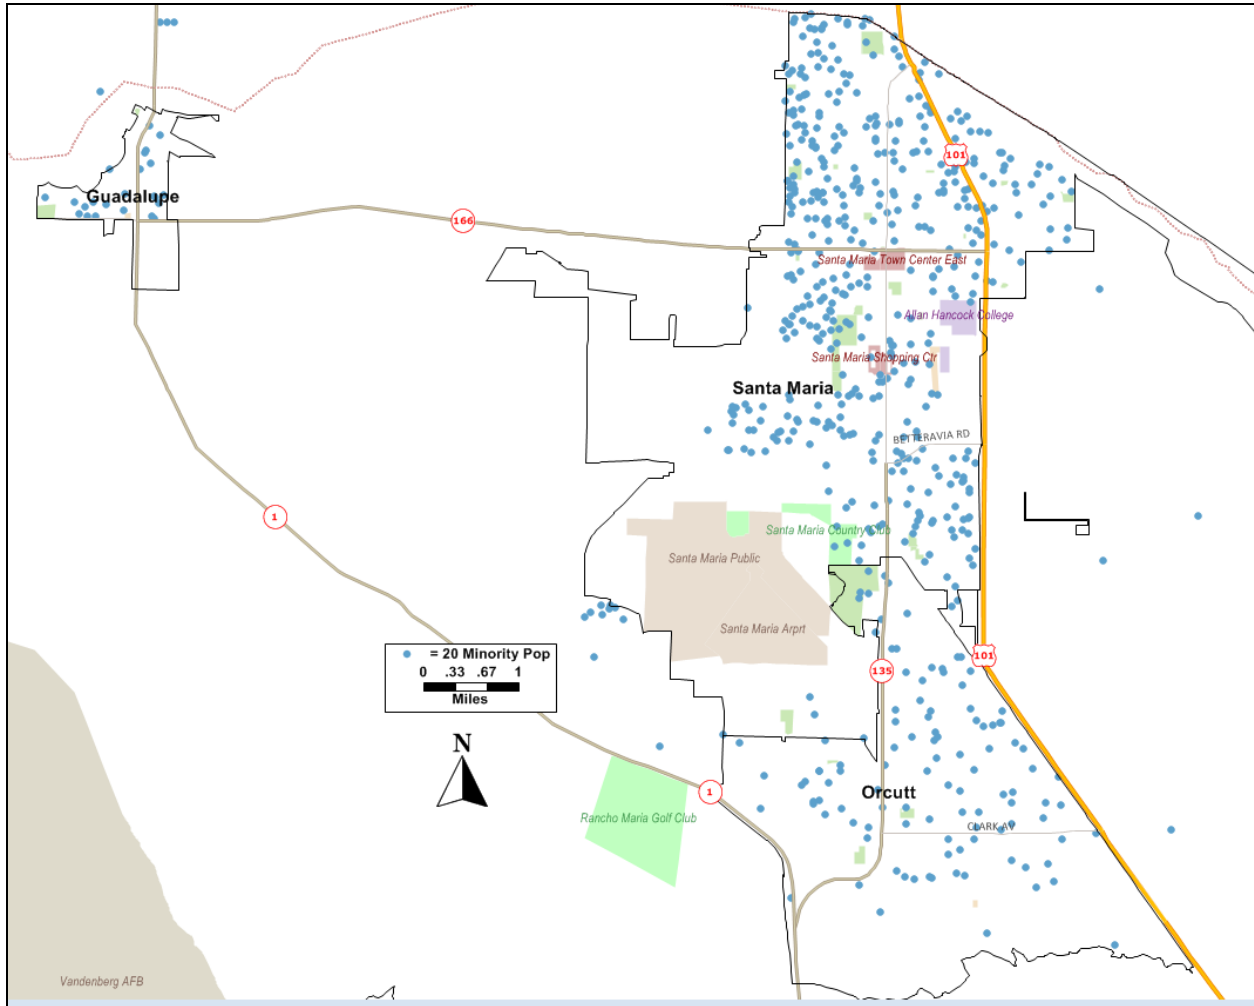 101
Guadalupe
166
Santa Maria Town Center East
Allan Hancock College
Santa Maria Shopping Ctr
Santa Maria
BETTERAVIA RD
1
Santa Maria Country Club
Santa Maria Public
Santa Maria Arprt
= 20 Minority Pop
0 .33 .67 1
Miles
101
135
N
1
Orcutt
Rancho Maria Golf Club
CLARK AV
Vandenberg AFB